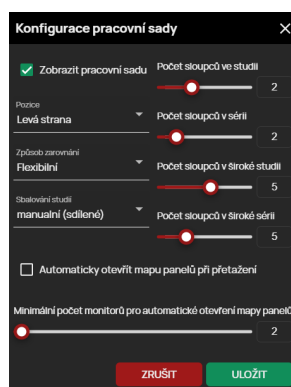 Konfigurace pracovní sady
Zobrazit pracovní sadu
Pozice
Levá strana
Způsob zarovnání
Flexibilní
Sbalování studií
manualní (sdílené)
Počet sloupců ve studii
2
Počet sloupců v sérii
2
Počet sloupců v široké studii
5
Počet sloupců v široké sérii
5
Automaticky otevřít mapu panelů při přetažení
Minimální počet monitorů pro automatické otevření mapy panelů
2
ZRUŠIT
ULOŽIT